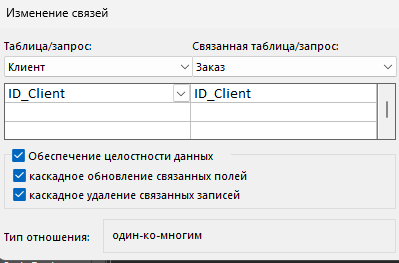 Изменение связей
Таблица/запрос: Связанная таблица/запрос:
Клиент Заказ
ID_Client ID_Client
Обеспечение целостности данных
каскадное обновление связанных полей
каскадное удаление связанных записей
Тип отношения: один-ко-многим